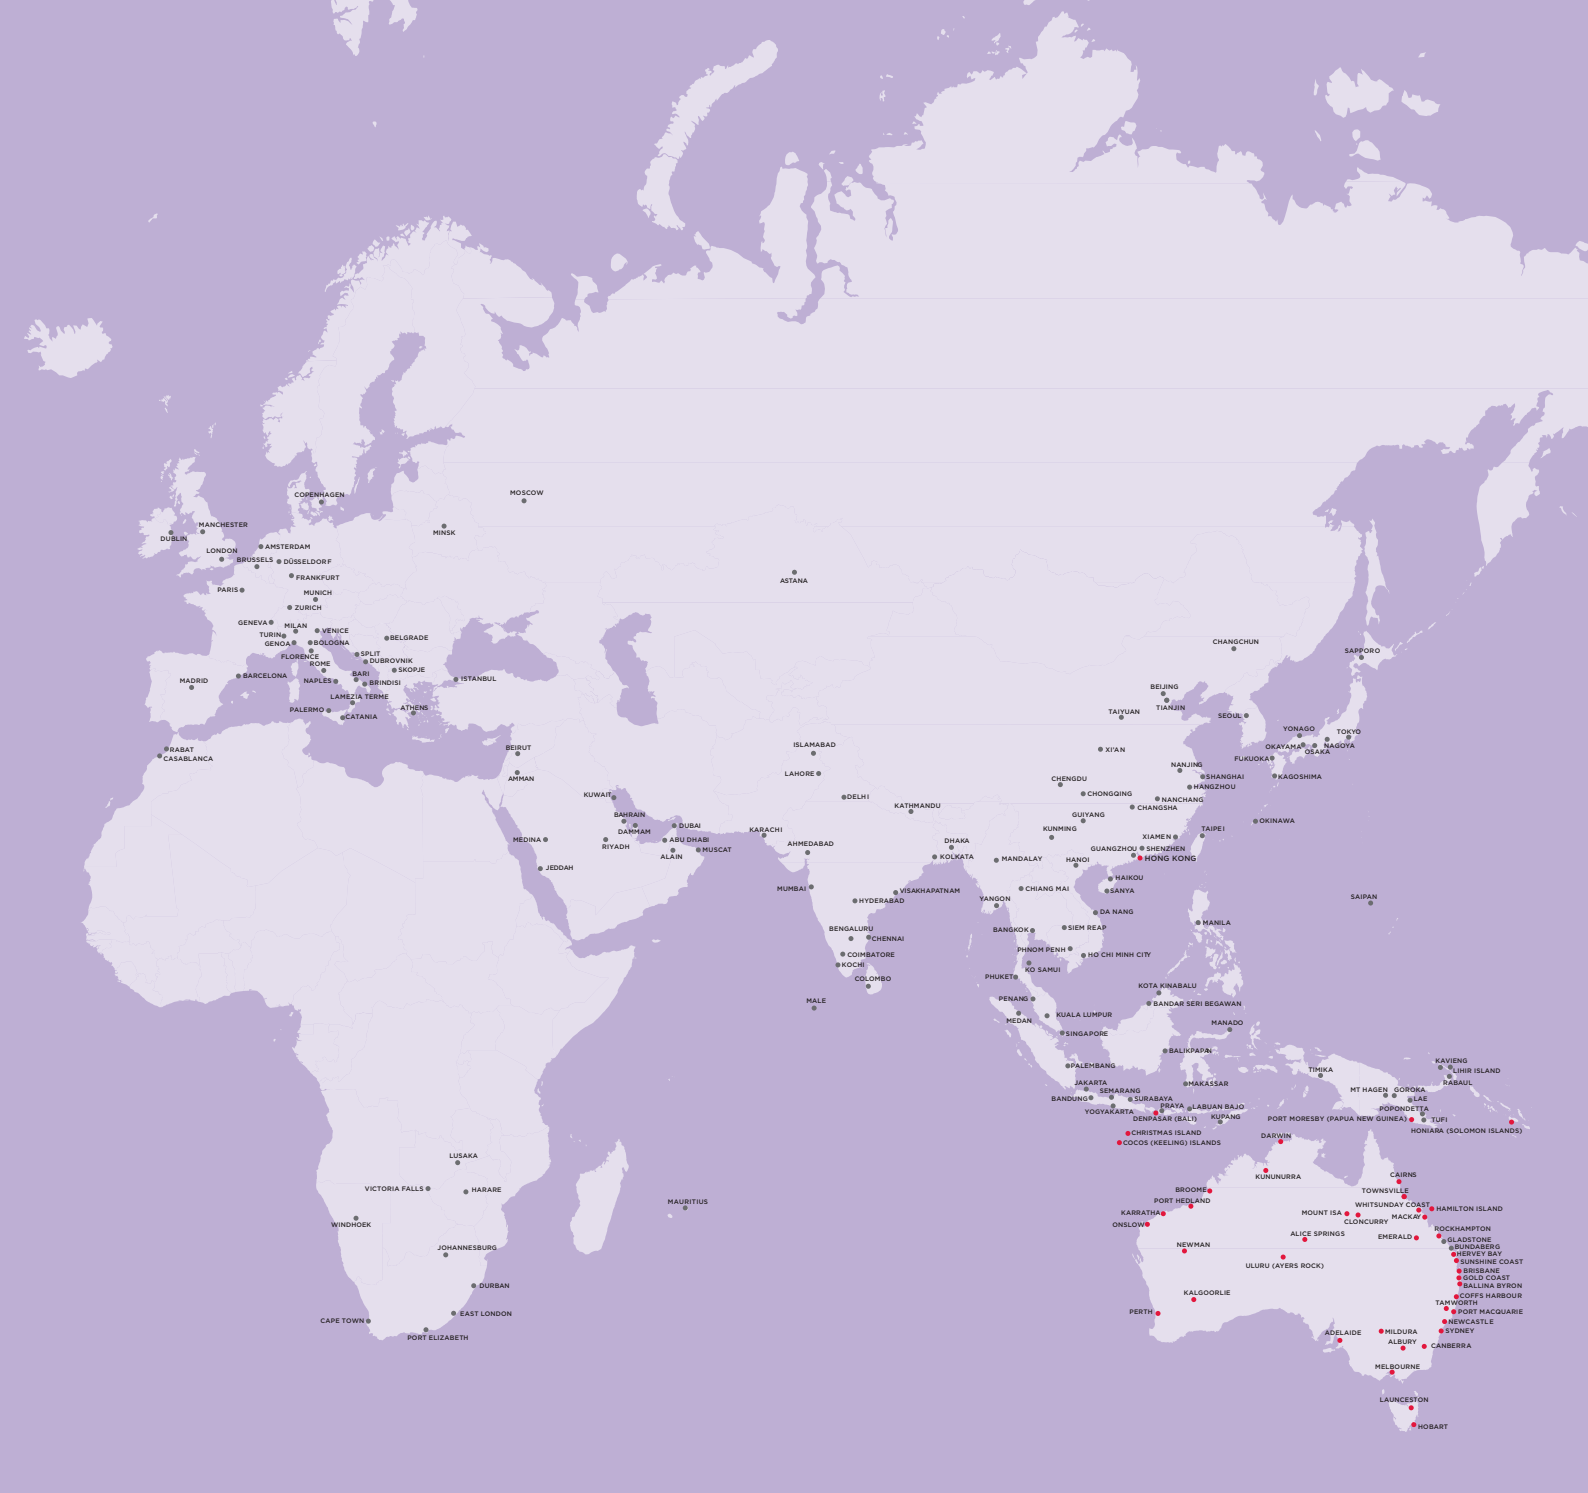 COPENHAGEN
MOSCOW
MANCHESTER
MINSK
DUBLIN
LONDON
AMSTERDAM
BRUSSELS
DÜSSELDORF
FRANKFURT
ASTANA
PARIS
MUNICH
ZURICH
GENEVA
MILAN
VENICE
TURIN
GENOA
BOLOGNA
BELGRADE
FLORENCE
SPLIT
DUBROVNIK
ROME
SKOPJE
MADRID
BARCELONA
NAPLES
BARI
BRINDISI
ISTANBUL
LAMEZIA TERME
PALERMO
CATANIA
ATHENS
RABAT
CASABLANCA
BEIRUT
AMMAN
CHANGCHUN
SAPPORO
BEIJING
TIANJIN
TAIYUAN
SEOUL
YONAGO
TOKYO
OKAYAMA
OSAKA
NAGOYA
FUKUOKA
KAGOSHIMA
ISLAMABAD
XI'AN
LAHORE
NANJING
SHANGHAI
CHENGDU
HANGZHOU
KUWAIT
DELHI
CHONGQING
NANCHANG
KATHMANDU
CHANGSHA
BAHRAIN
DAMMAM
DUBAI
GUIYANG
OKINAWA
KARACHI
KUNMING
TAIPEI
XIAMEN
MEDINA
RIYADH
ABU DHABI
ALAIN
MUSCAT
AHMEDABAD
DHAKA
KOLKATA
MANDALAY
GUANGZHOU
SHENZHEN
HONG KONG
HANOI
JEDDAH
HAIKOU
MUMBAI
VISAKHAPATNAM
CHIANG MAI
SANYA
HYDERABAD
YANGON
SAIPAN
DA NANG
BENGALURU
CHENNAI
BANGKOK
SIEM REAP
MANILA
COIMBATORE
PHNOM PENH
HO CHI MINH CITY
KOCHI
KO SAMUI
COLOMBO
PHUKET
KOTA KINABALU
MALE
PENANG
BANDAR SERI BEGAWAN
MEDAN
KUALA LUMPUR
MANADO
SINGAPORE
BALIKPAPAN
PALEMBANG
TIMIKA
KAVIENG
LIHIR ISLAND
RABAUL
JAKARTA
MAKASSAR
BANDUNG
SEMARANG
SURABAYA
MT HAGEN
GOROKA
LAE
YOGYAKARTA
PRAYA
LABUAN BAJO
POPONDETTA
DENPASAR (BALI)
KUPANG
PORT MORESBY (PAPUA NEW GUINEA)
TUFI
HONIARA (SOLOMON ISLANDS)
CHRISTMAS ISLAND
COCOS (KEELING) ISLANDS
DARWIN
LUSAKA
KUNUNURRA
CAIRNS
VICTORIA FALLS
HARARE
BROOME
TOWNSVILLE
MAURITIUS
PORT HEDLAND
WHITSUNDAY COAST
HAMILTON ISLAND
KARRATHA
MOUNT ISA
CLONCURRY
MACKAY
WINDHOEK
ONSLOW
ROCKHAMPTON
ALICE SPRINGS
EMERALD
GLADSTONE
JOHANNESBURG
NEWMAN
BUNDABERG
HERVEY BAY
ULURU (AYERS ROCK)
SUNSHINE COAST
BRISBANE
GOLD COAST
DURBAN
BALLINA BYRON
KALGOORLIE
COFFS HARBOUR
TAMWORTH
PERTH
PORT MACQUARIE
EAST LONDON
CAPE TOWN
NEWCASTLE
PORT ELIZABETH
ADELAIDE
MILDURA
SYDNEY
ALBURY
CANBERRA
MELBOURNE
LAUNCESTON
HOBART